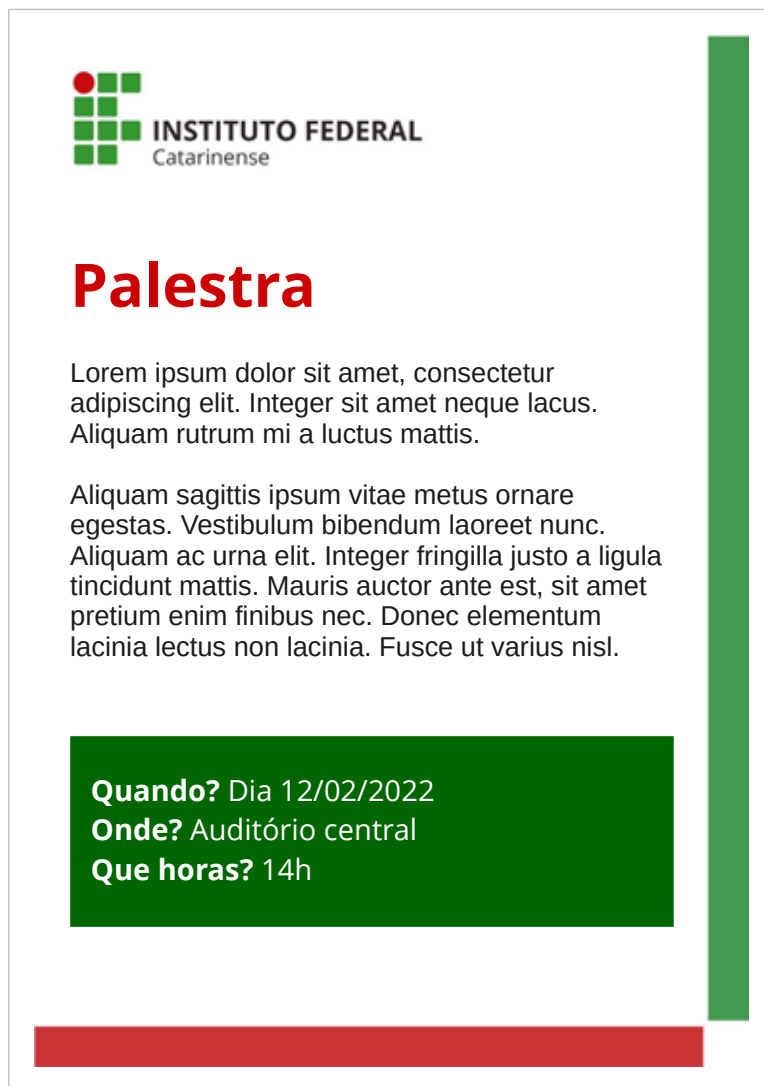 INSTITUTO FEDERAL
Catarinense
Palestra
Lorem ipsum dolor sit amet, consectetur
adipiscing elit. Integer sit amet neque lacus.
Aliquam rutrum mi a luctus mattis.
Aliquam sagittis ipsum vitae metus ornare
egestas. Vestibulum bibendum laoreet nunc.
Aliquam ac urna elit. Integer fringilla justo a ligula
tincidunt mattis. Mauris auctor ante est, sit amet
pretium enim finibus nec. Donec elementum
lacinia lectus non lacinia. Fusce ut varius nisl.
Quando? Dia 12/02/2022
Onde? Auditório central
Que horas? 14h